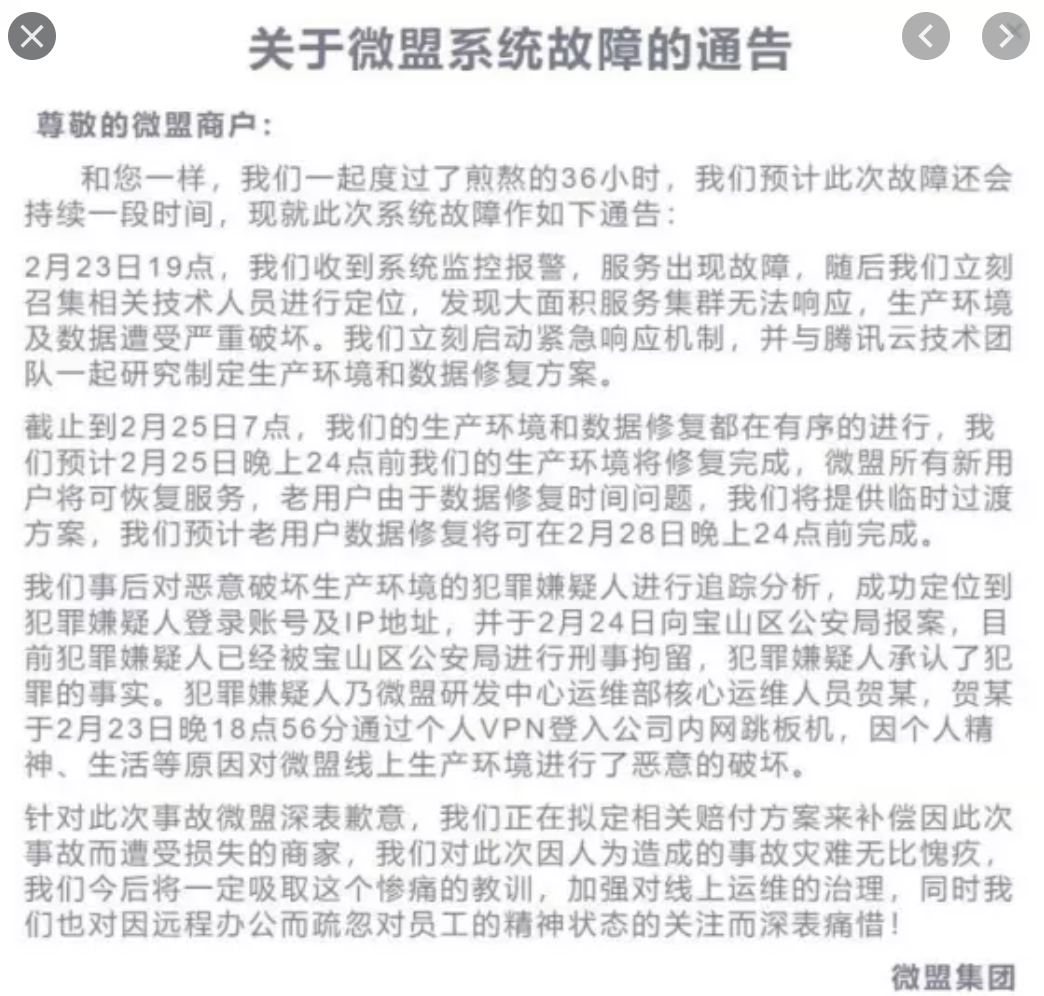 关于微盟系统故障的通告
尊敬的微盟商户：
和您一样，我们一起度过了煎熬的36小时，我们预计此次故障还会
持续一段时间，现就此次系统故障作如下通告：
2月23日19点，我们收到系统监控报警，服务出现故障，随后我们立刻
召集相关技术人员进行定位，发现大面积服务集群无法响应，生产环境
及数据遭受严重破坏。我们立刻启动紧急响应机制，并与腾讯云技术团
队一起研究制定生产环境和数据修复方案。
截止到2月25日7点，我们的生产环境和数据修复都在有序的进行，我
们预计2月25日晚上24点前我们的生产环境将修复完成，微盟所有新用
户将可恢复服务，老用户由于数据修复时间问题，我们将提供临时过渡
方案，我们预计老用户数据修复将可在2月28日晚上24点前完成。
我们事后对恶意破坏生产环境的犯罪嫌疑人进行追踪分析，成功定位到
犯罪嫌疑人登录账号及IP地址，并于2月24日向宝山区公安局报案，目
前犯罪嫌疑人已经被宝山区公安局进行刑事拘留，犯罪嫌疑人承认了犯
罪的事实。犯罪嫌疑人乃微盟研发中心运维部核心运维人员贺某，贺某
于2月23日晚18点56分通过个人VPN登入公司内网跳板机，因个人精
神、生活等原因对微盟线上生产环境进行了恶意的破坏。
针对此次事故微盟深表歉意，我们正在拟定相关赔付方案来补偿因此次
事故而遭受损失的商家，我们对此次因人为造成的事故灾难无比愧疚，
我们今后将一定吸取这个惨痛的教训，加强对线上运维的治理，同时我
们也对因远程办公而疏忽对员工的精神状态的关注而深表痛惜！
微盟集团